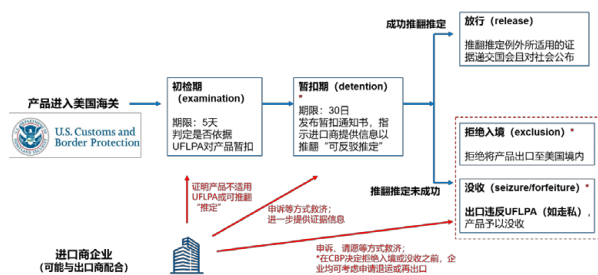 成功推翻推定
放行（release）
推翻推定例外所适用的证
据递交国会且对社会公布
产品进入美国海关
U.S. Customs and
Border Protection
初检期
（examination）
期限：5天
判定是否依据
UFLPA对产品暂扣
暂扣期（detention）
*
期限：30日
发布暂扣通知书，指
示进口商提供信息以
推翻“可反驳推定”
拒绝入境（exclusion）*
拒绝将产品出口至美国境内
推翻推定未成功
没收（seizure/forfeiture）*
出口违反UFLPA（如走私），
产品予以没收
证明产品不适用
UFLPA或可推翻
“推定”
申诉等方式救济；
进一步提供证据信息
进口商企业
（可能与出口商配合）
申诉、请愿等方式救济；
*在CBP决定拒绝入境或没收之前，企
业均可考虑申请退运或再出口